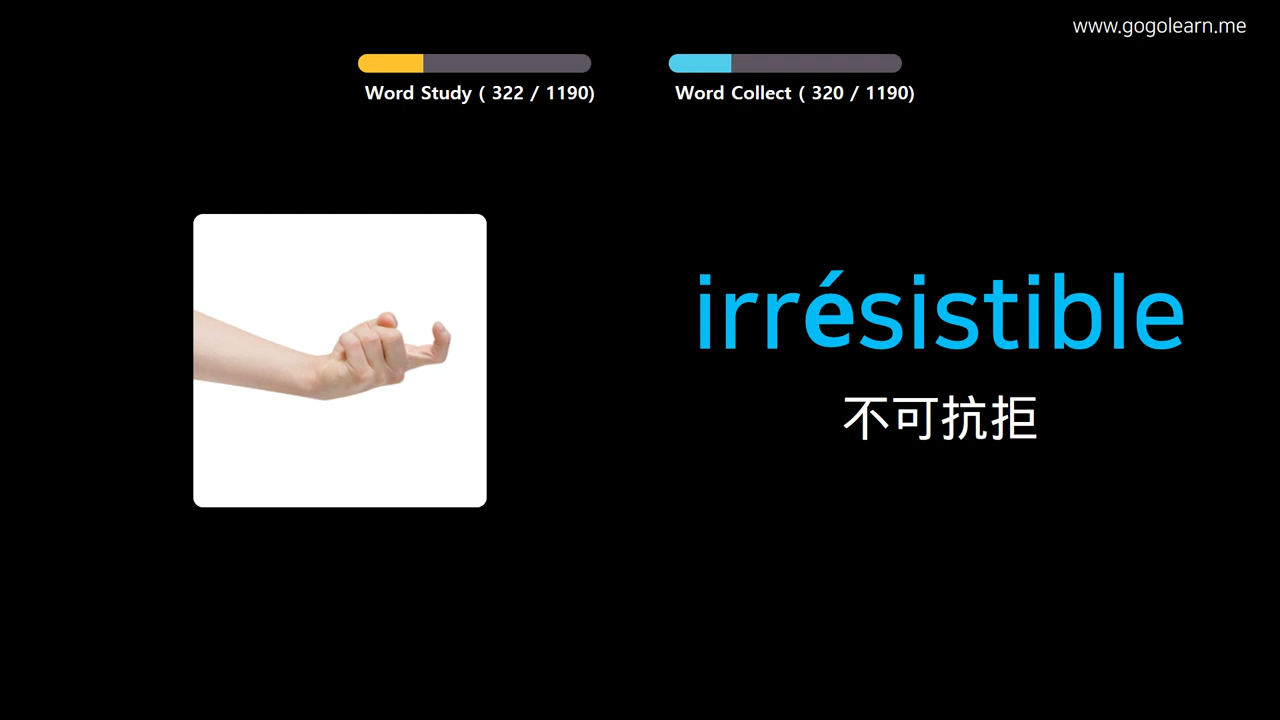 www.gogolearn.me
Word Study ( 322 / 1190)
Word Collect ( 320 / 1190)
irrésistible
不可抗拒